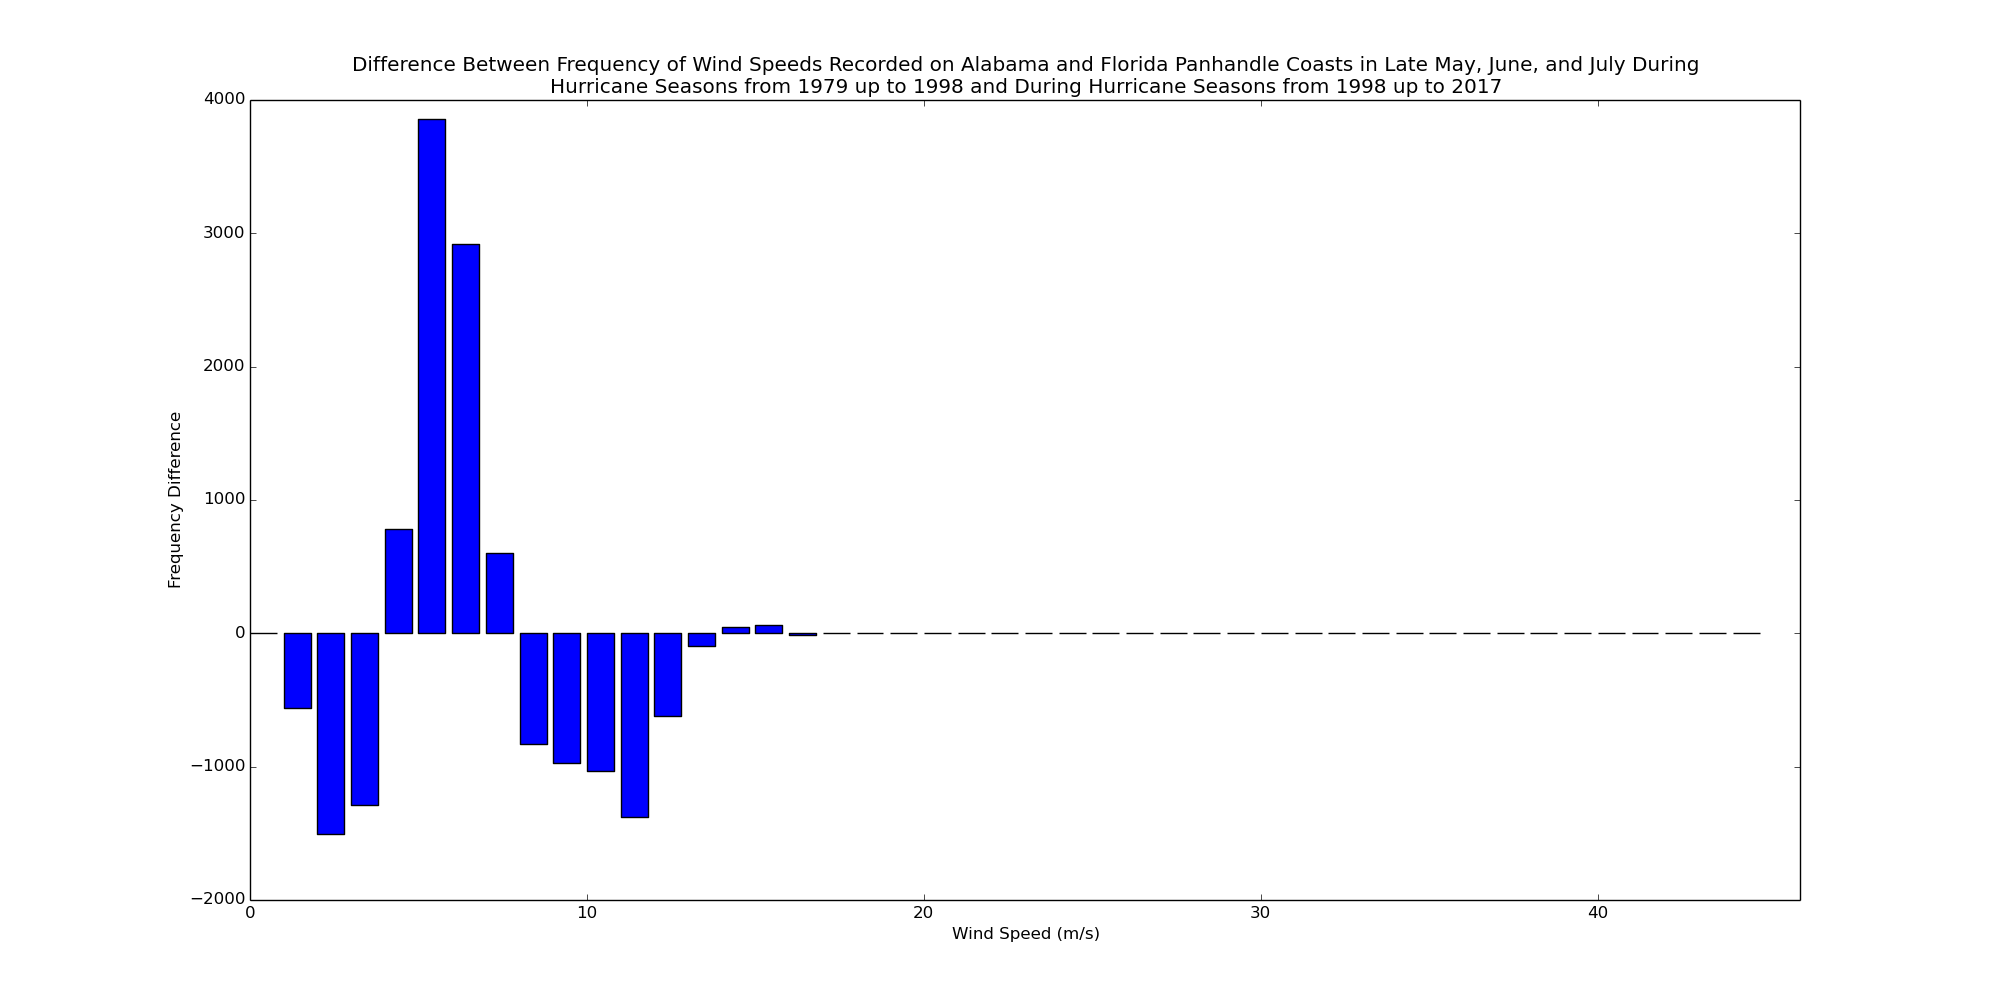 Difference Between Frequency of Wind Speeds Recorded on Alabama and Florida Panhandle Coasts in Late May, June, and July During
Hurricane Seasons from 1979 up to 1998 and During Hurricane Seasons from 1998 up to 2017
4000
3000
2000
1000
0
−1000
−2000
Frequency Difference
0 10 20 30 40
Wind Speed (m/s)